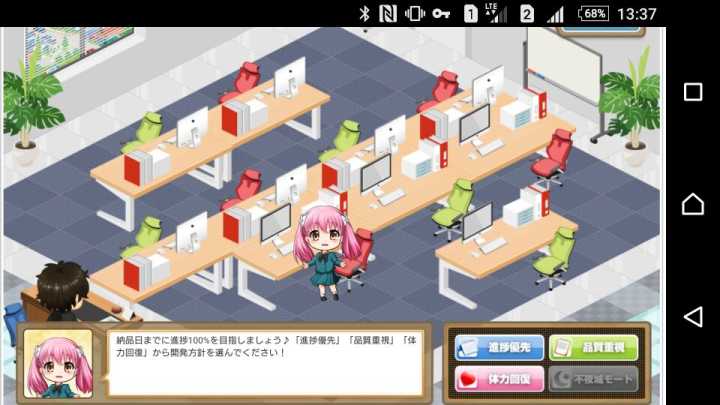 LTE
1
2
68% 13:37
納品日までに進捗100%を目指しましょう♪「進捗優先」「品質重視」「体
力回復」から開発方針を選んでください！
進捗優先 品質重視
体力回復 不夜城モード